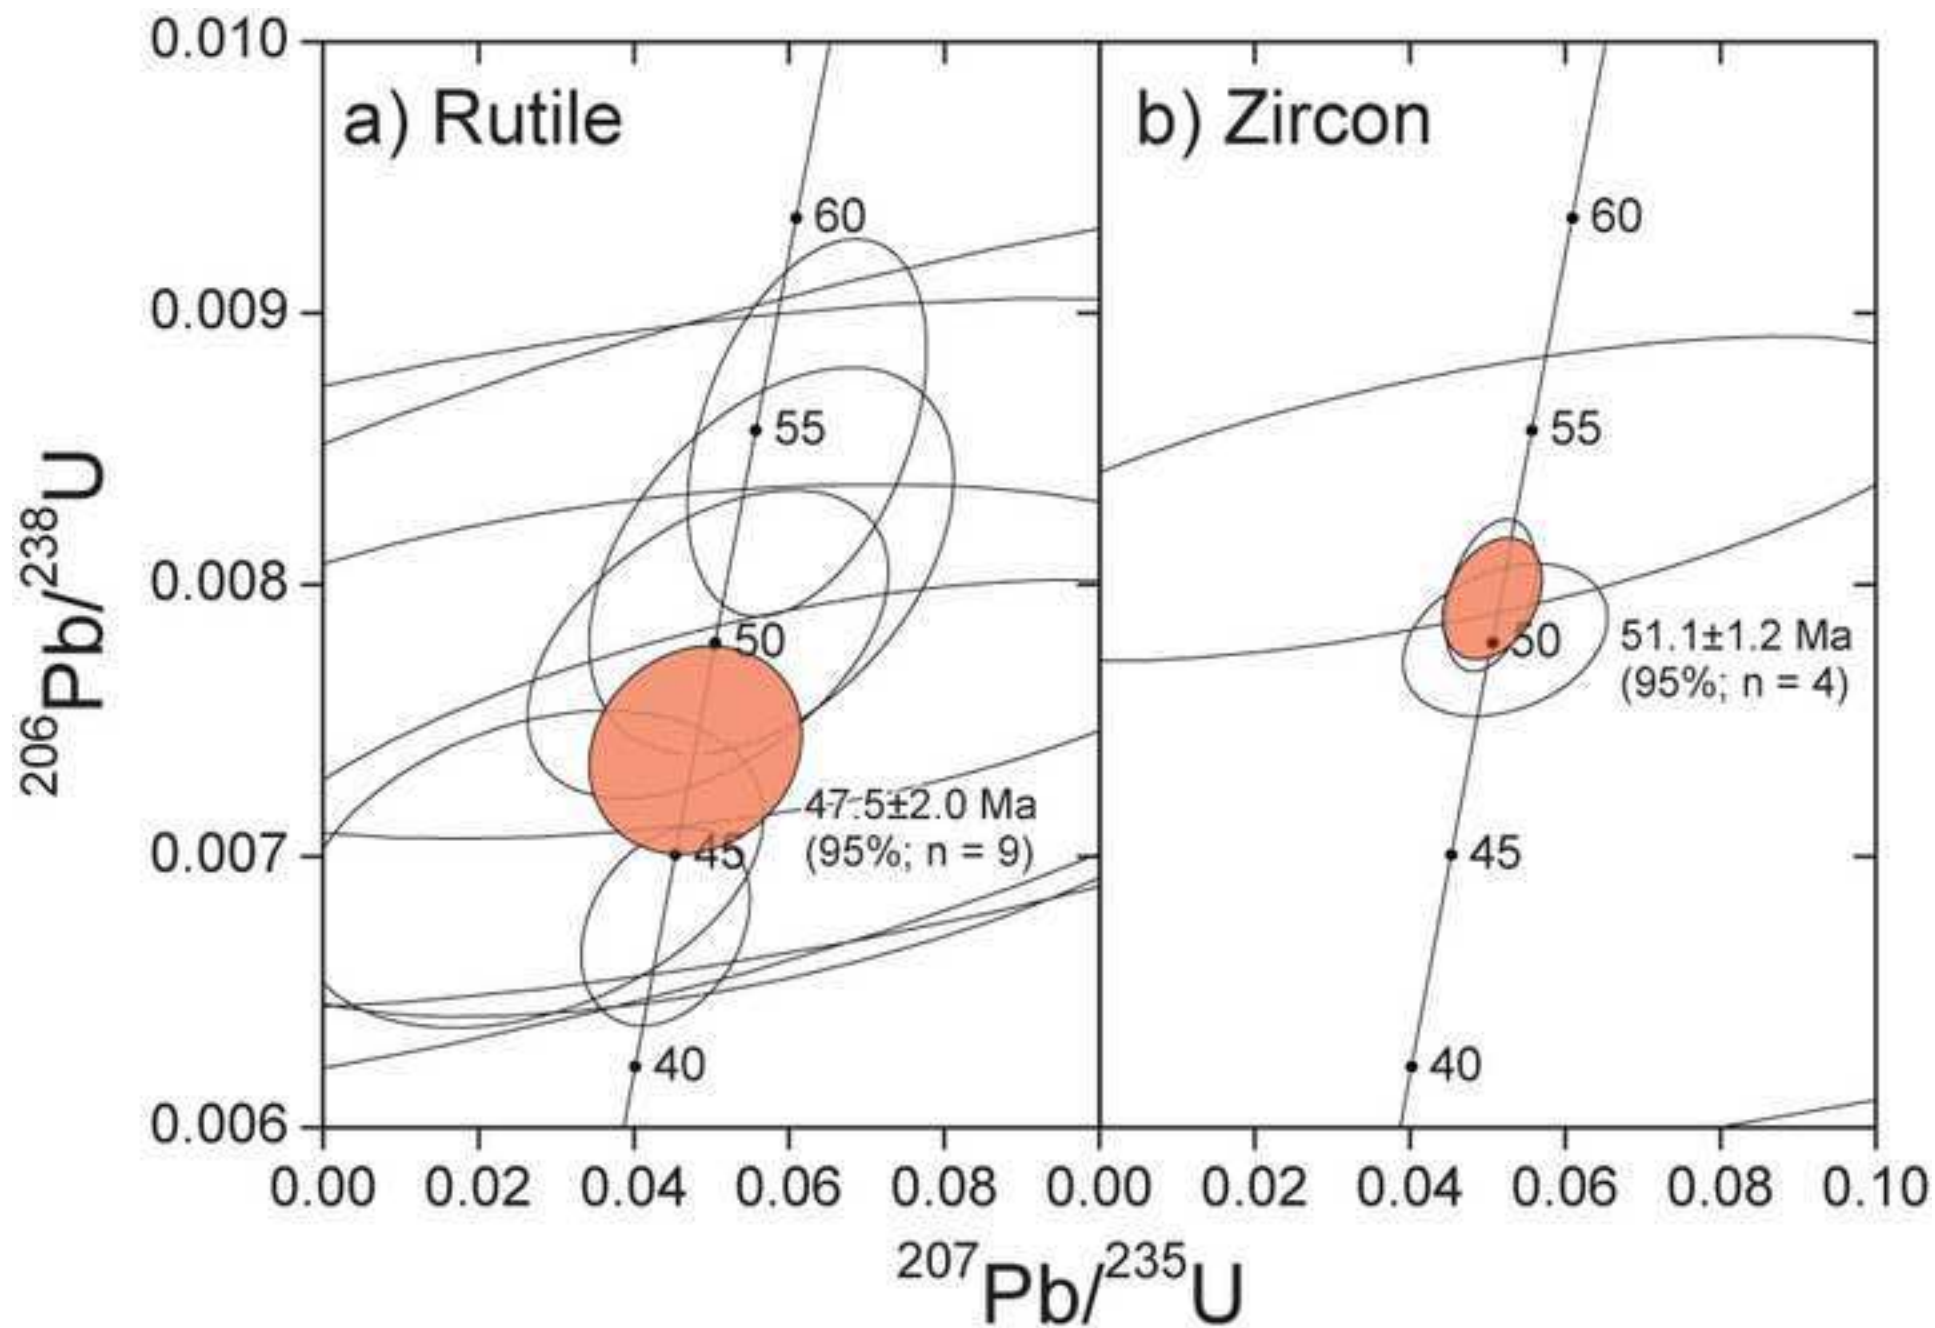 0.010
0.009
0.008
0.007
0.006
²⁰⁶Pb/²³⁸U
a) Rutile
60
55
50
45
40
47.5±2.0 Ma
(95%; n = 9)
b) Zircon
60
55
50
45
40
51.1±1.2 Ma
(95%; n = 4)
0.00 0.02 0.04 0.06 0.08 0.00 0.02 0.04 0.06 0.08 0.10
²⁰⁷Pb/²³⁵U